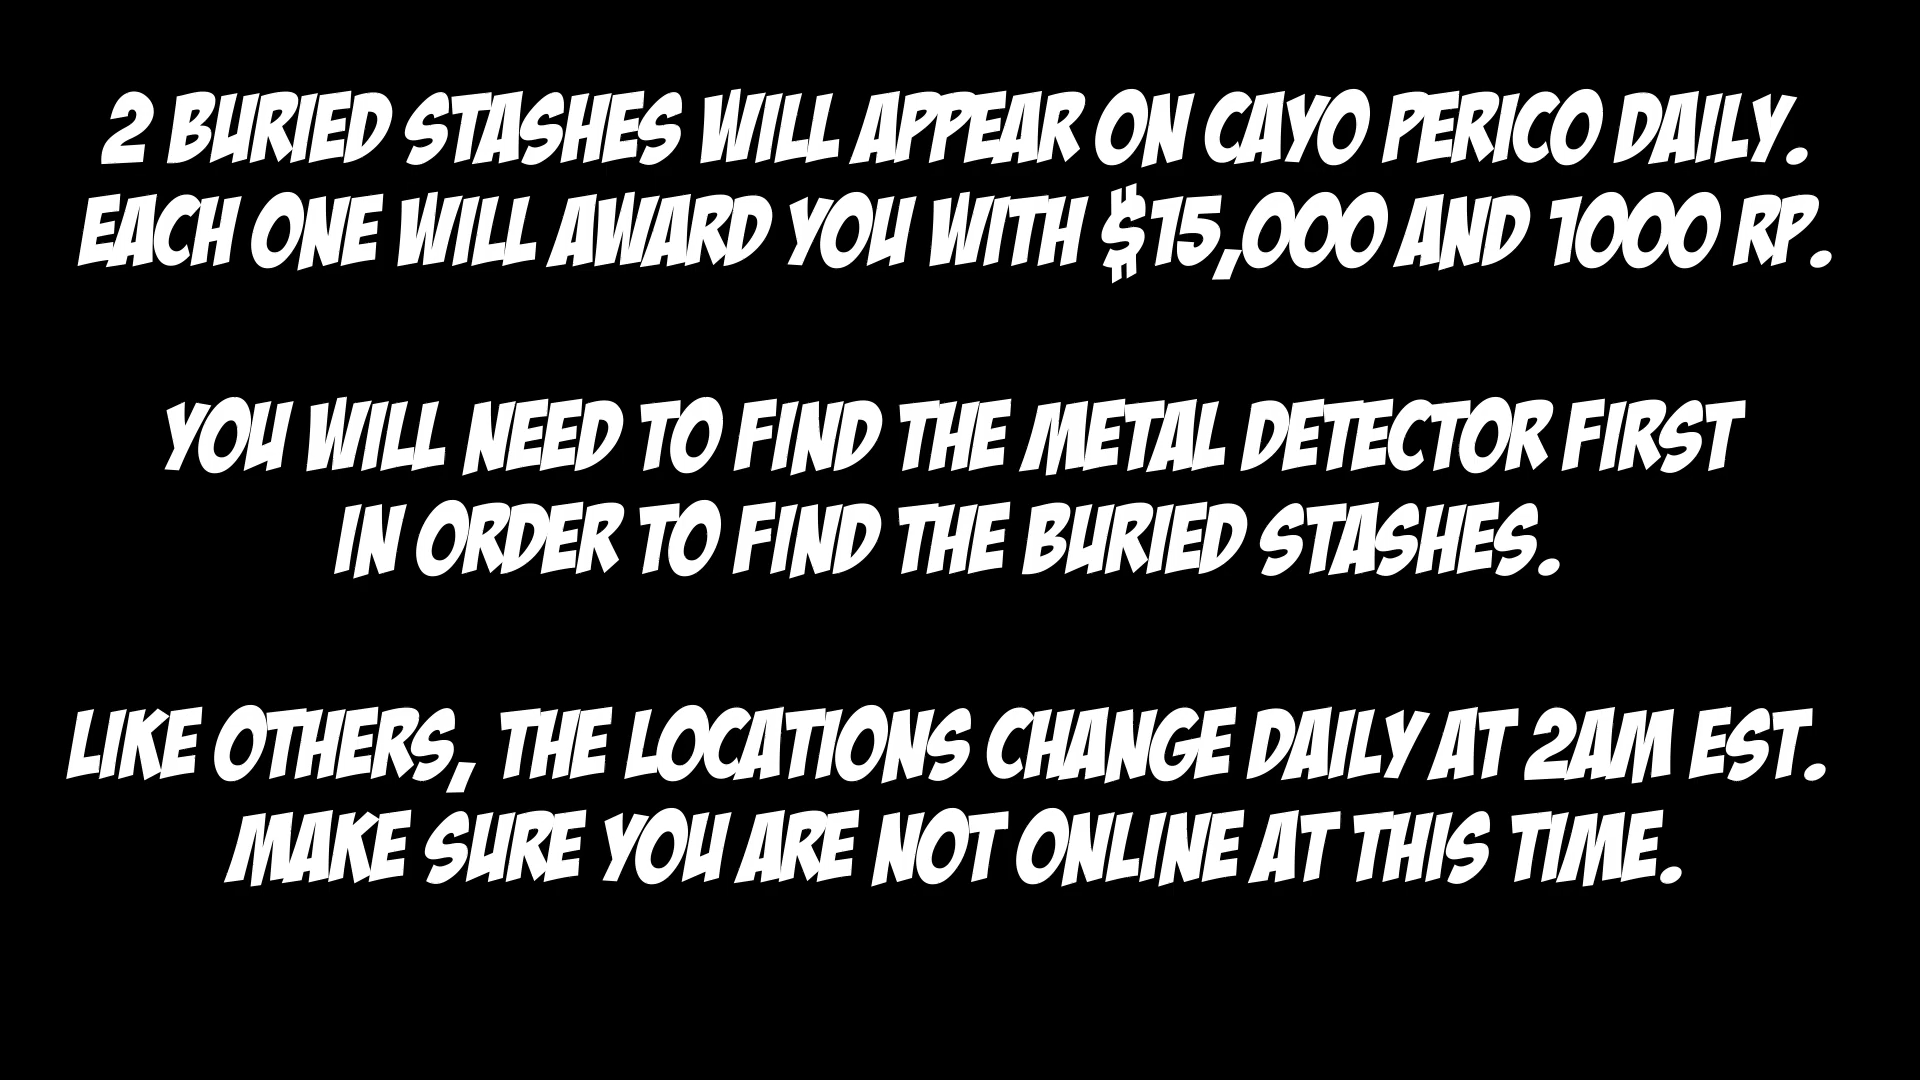 2 BURIED STASHES WILL APPEAR ON CAYO PERICO DAILY.
EACH ONE WILL AWARD YOU WITH $15,000 AND 1000 RP.
YOU WILL NEED TO FIND THE METAL DETECTOR FIRST
IN ORDER TO FIND THE BURIED STASHES.
LIKE OTHERS, THE LOCATIONS CHANGE DAILY AT 2AM EST.
MAKE SURE YOU ARE NOT ONLINE AT THIS TIME.